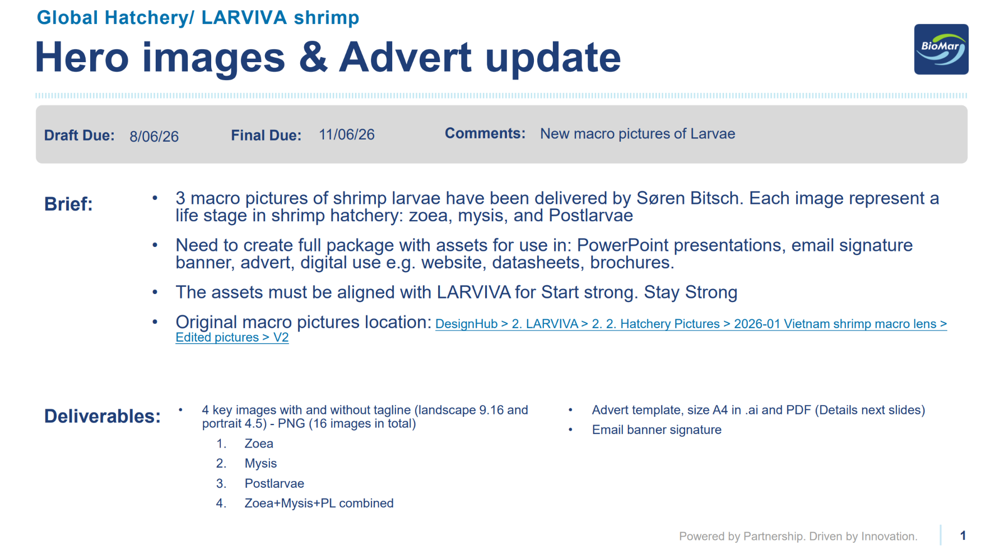 Global Hatchery/ LARVIVA shrimp
Hero images & Advert update
BioMar
Draft Due: 8/06/26 Final Due: 11/06/26 Comments: New macro pictures of Larvae
Brief:
• 3 macro pictures of shrimp larvae have been delivered by Søren Bitsch. Each image represent a
life stage in shrimp hatchery: zoea, mysis, and Postlarvae
• Need to create full package with assets for use in: PowerPoint presentations, email signature
banner, advert, digital use e.g. website, datasheets, brochures.
• The assets must be aligned with LARVIVA for Start strong. Stay Strong
• Original macro pictures location: DesignHub > 2. LARVIVA > 2. 2. Hatchery Pictures > 2026-01 Vietnam shrimp macro lens >
Edited pictures > V2
Deliverables:
• 4 key images with and without tagline (landscape 9.16 and
portrait 4.5) - PNG (16 images in total)
1. Zoea
2. Mysis
3. Postlarvae
4. Zoea+Mysis+PL combined
• Advert template, size A4 in .ai and PDF (Details next slides)
• Email banner signature
Powered by Partnership. Driven by Innovation. 1